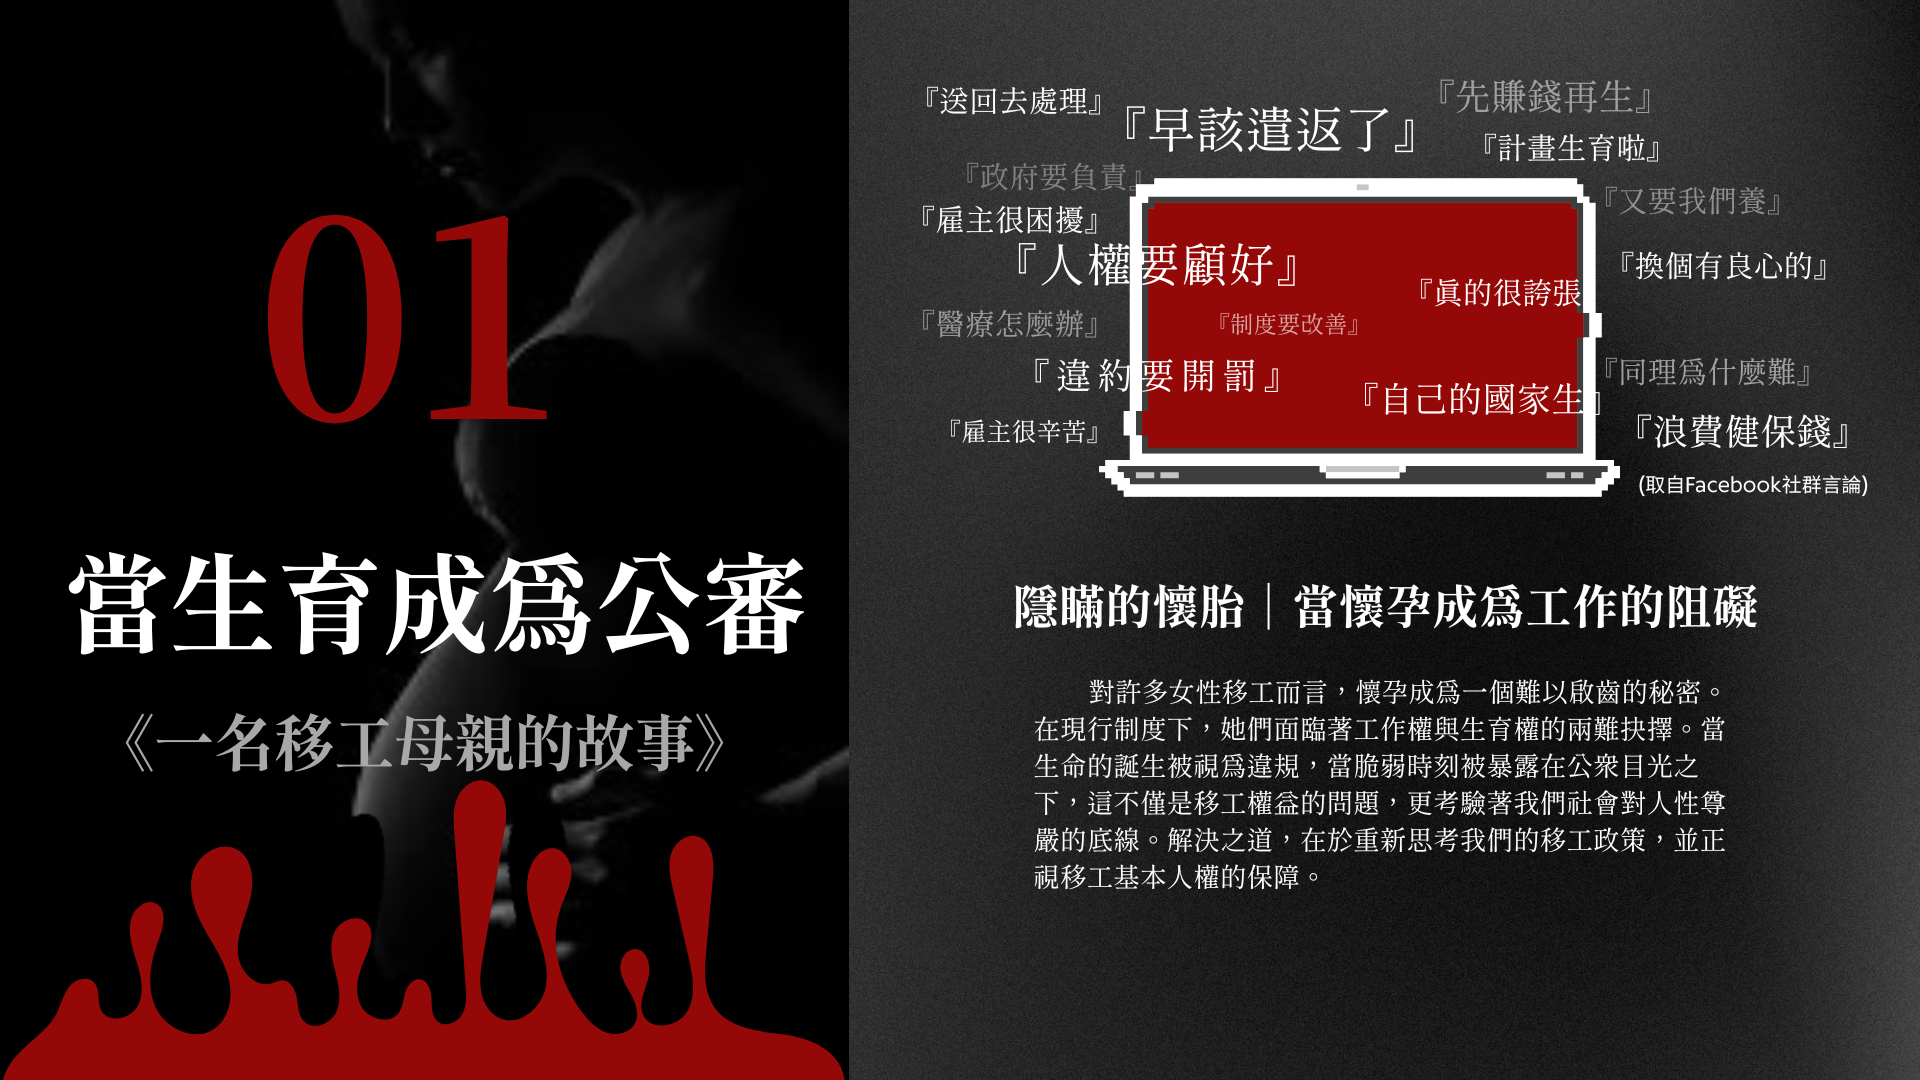 01
當生育成爲公審
《一名移工母親的故事》
『送回去處理』
『早該遣返了』
『先賺錢再生』
『計畫生育啦』
『政府要負責』
『又要我們養』
『雇主很困擾』
『人權要顧好』
『換個有良心的』
『眞的很誇張
『醫療怎麼辦』
『制度要改善』
『違約要開罰』
『同理爲什麼難』
『自己的國家生』
『雇主很辛苦』
『浪費健保錢』
(取自Facebook社群言論)
隱瞞的懷胎｜當懷孕成爲工作的阻礙
對許多女性移工而言，懷孕成爲一個難以啟齒的秘密。
在現行制度下，她們面臨著工作權與生育權的兩難抉擇。當
生命的誕生被視爲違規，當脆弱時刻被暴露在公衆目光之
下，這不僅是移工權益的問題，更考驗著我們社會對人性尊
嚴的底線。解決之道，在於重新思考我們的移工政策，並正
視移工基本人權的保障。